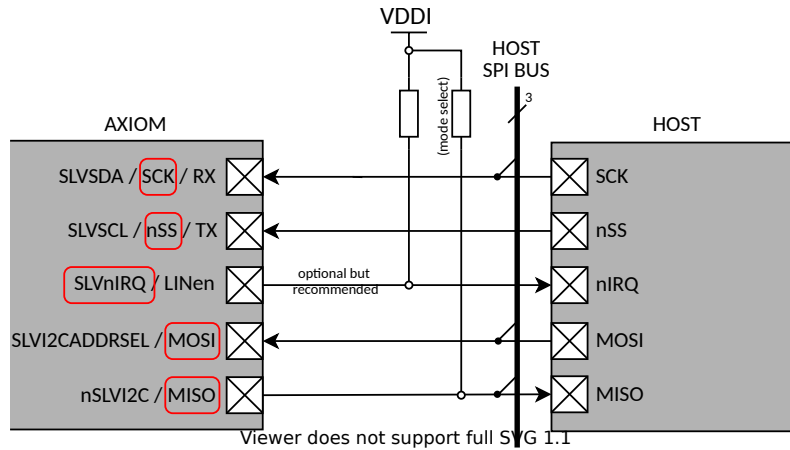 VDDI
HOST
SPI BUS
3
(mode select)
AXIOM
HOST
SLVSDA / SCK / RX
SCK
SLVSCL / nSS / TX
nSS
SLVnIRQ / LINen
optional but
recommended
nIRQ
SLVI2CADDRSEL / MOSI
MOSI
nSLVI2C / MISO
MISO
Viewer does not support full SVG 1.1